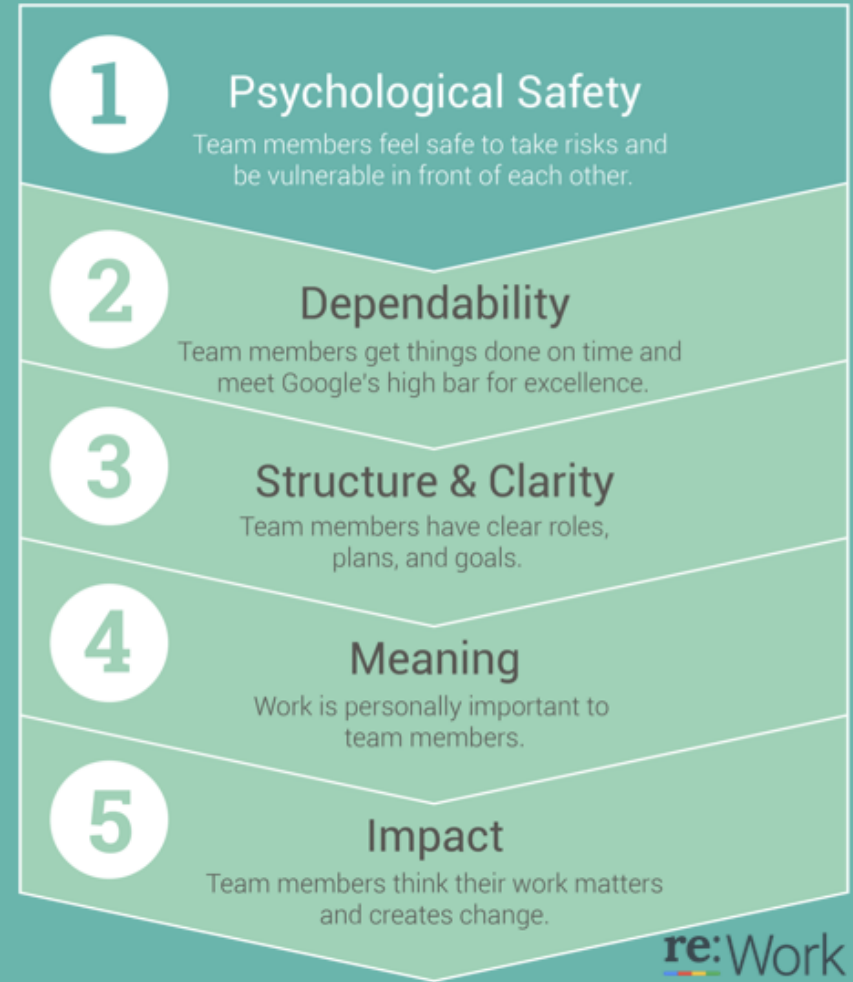 1
Psychological Safety
Team members feel safe to take risks and
be vulnerable in front of each other.
2
Dependability
Team members get things done on time and
meet Google's high bar for excellence.
3
Structure & Clarity
Team members have clear roles,
plans, and goals.
4
Meaning
Work is personally important to
team members.
5
Impact
Team members think their work matters
and creates change.
re:Work